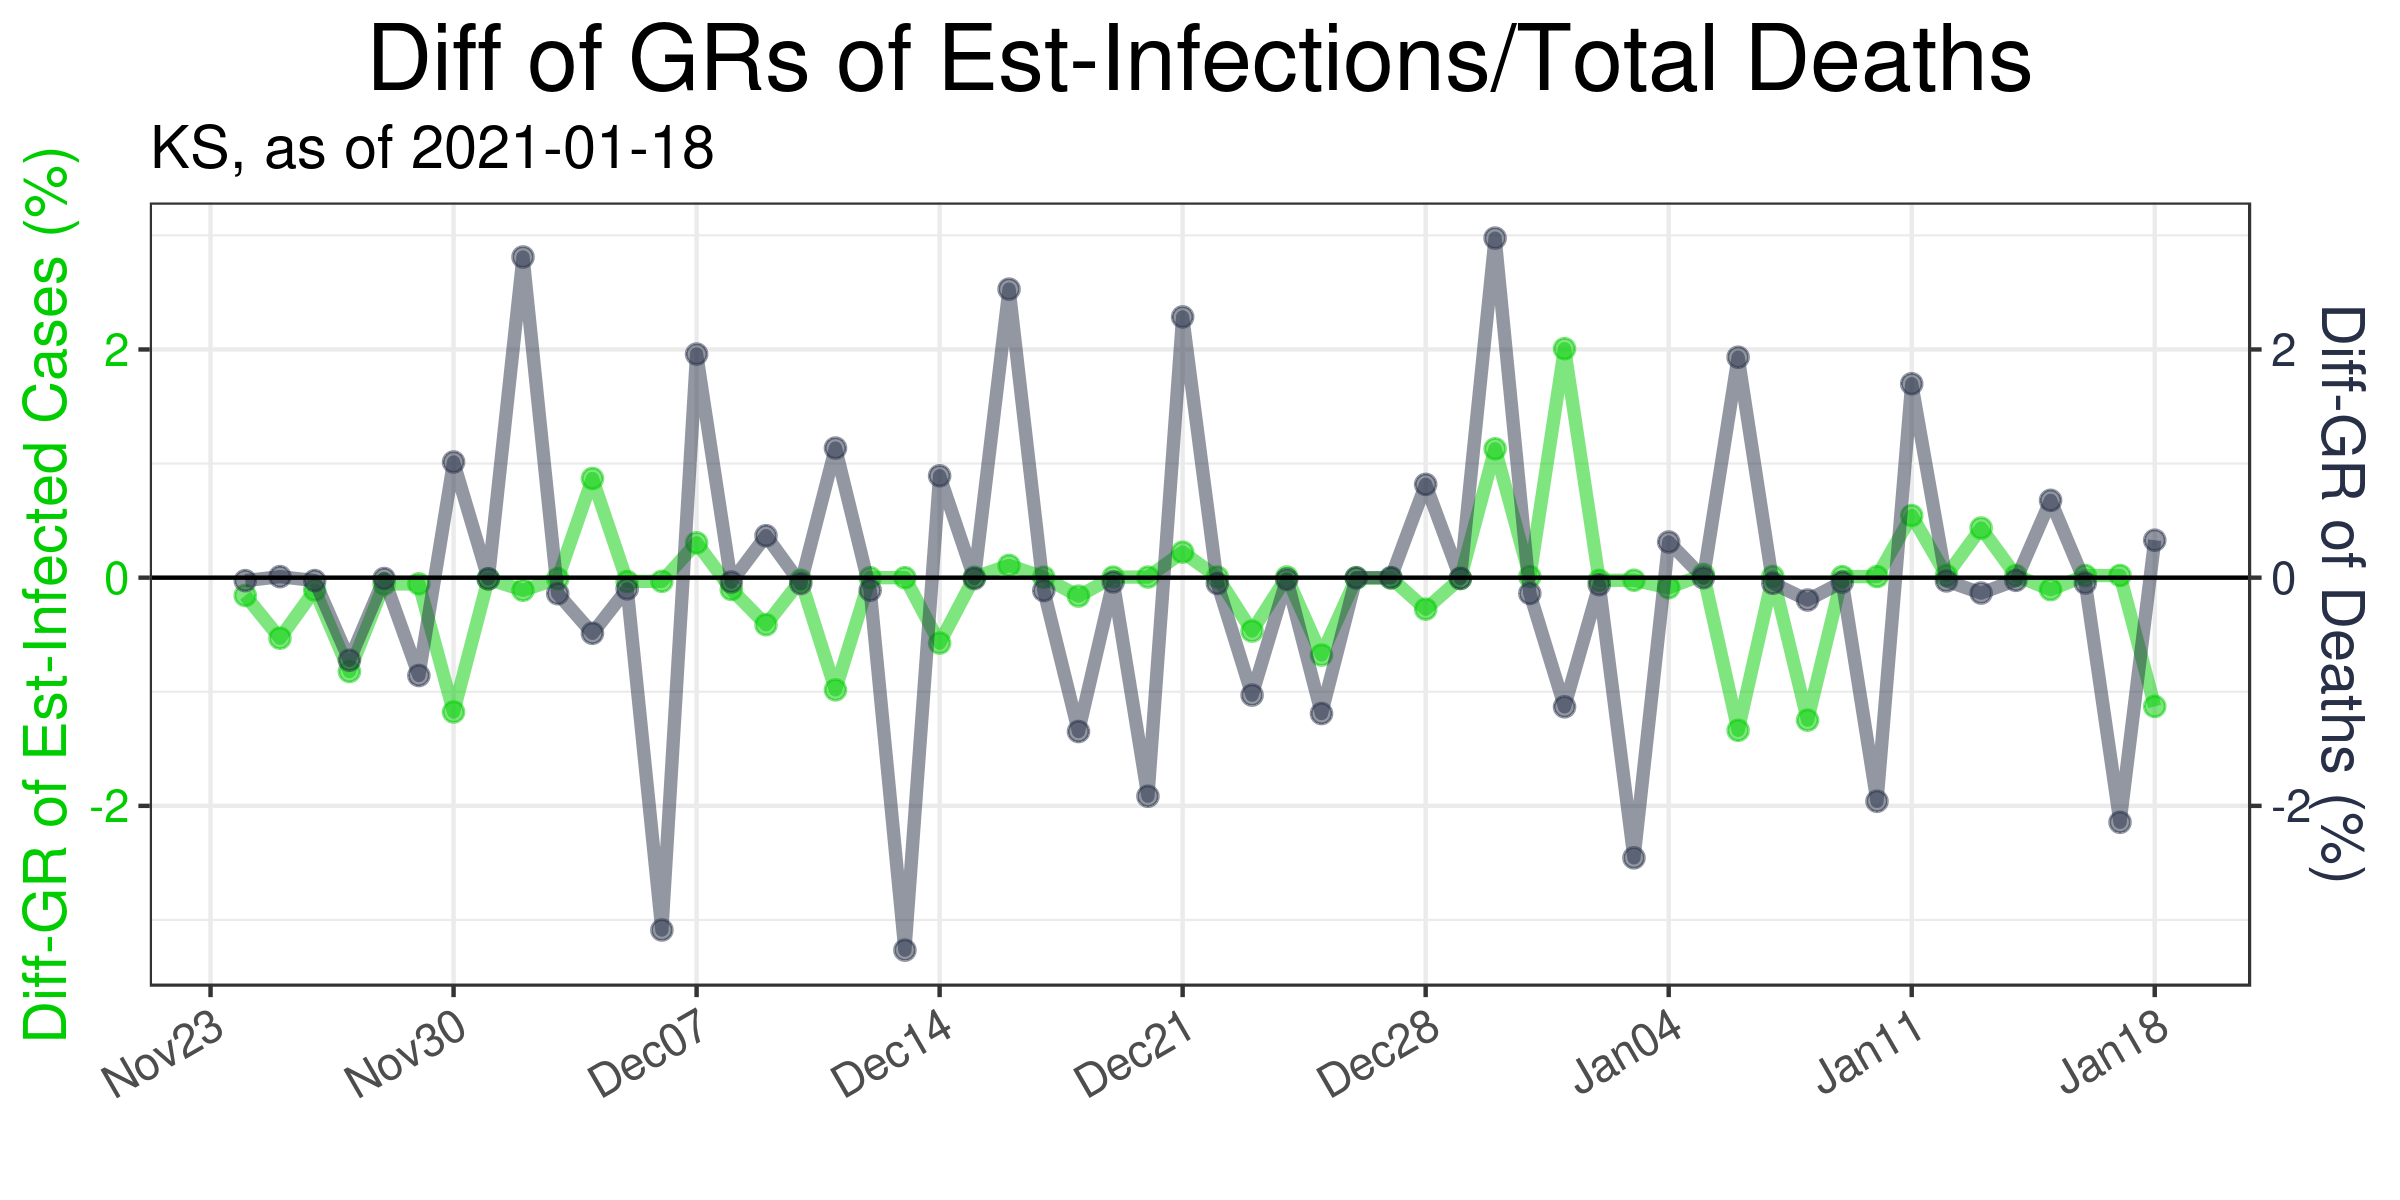 Diff of GRs of Est-Infections/Total Deaths
KS, as of 2021-01-18
Diff-GR of Est-Infected Cases (%)
2
0
-2
2
0
-2
Diff-GR of Deaths (%)
Nov23
Nov30
Dec07
Dec14
Dec21
Dec28
Jan04
Jan11
Jan18